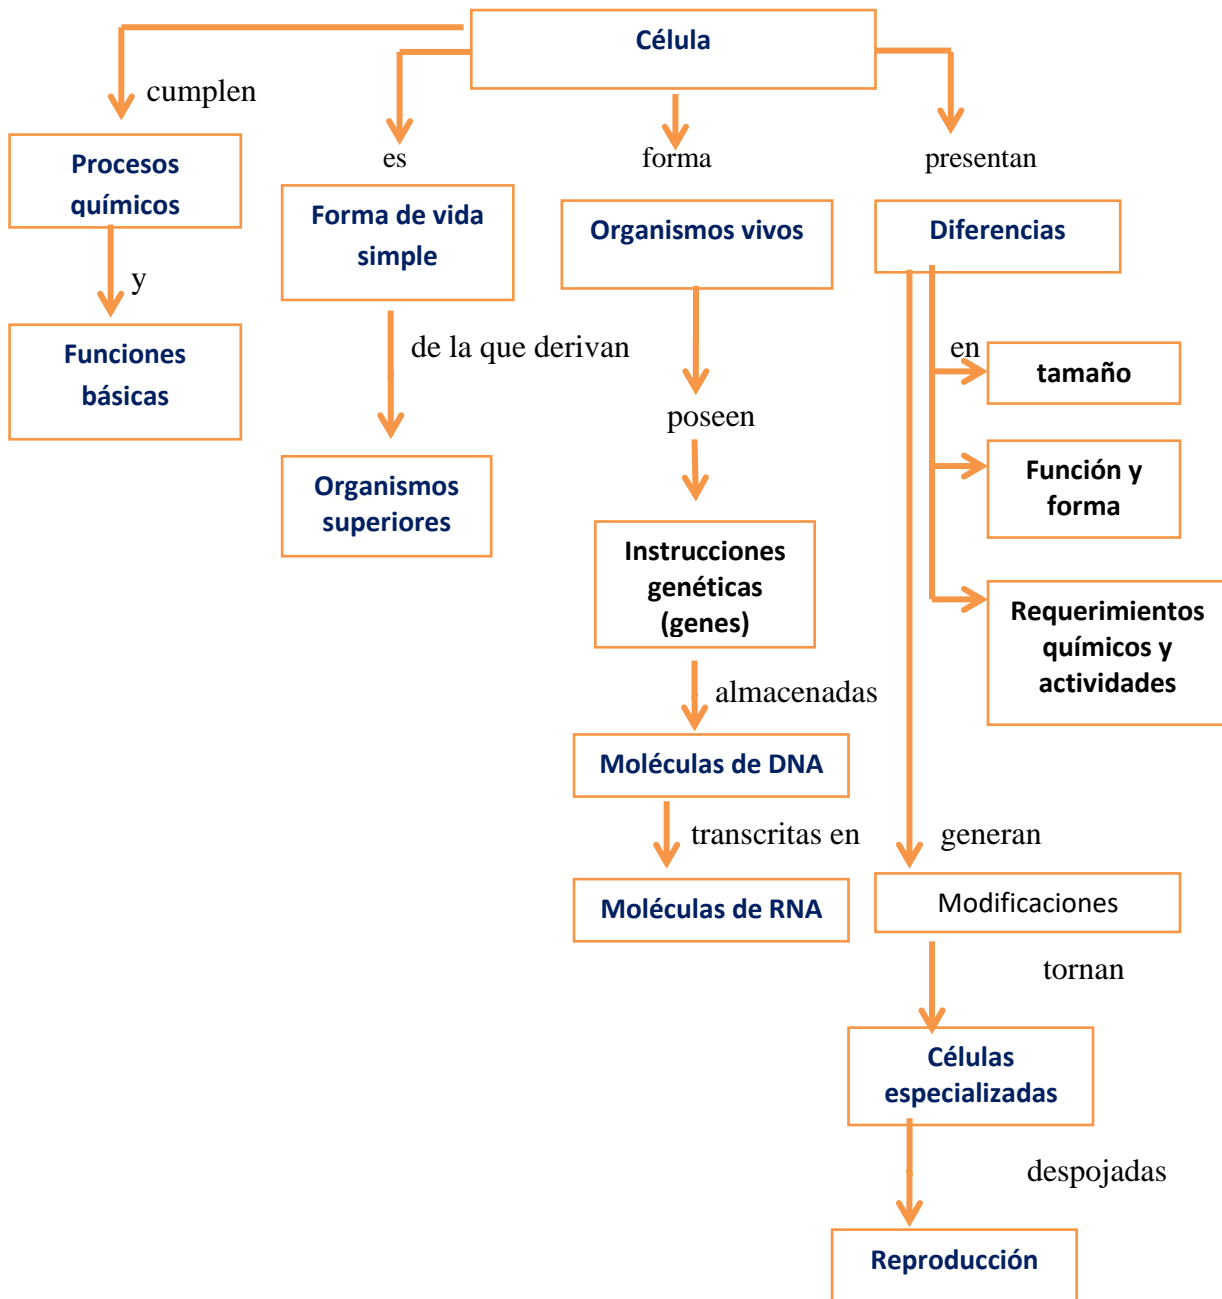 Célula
cumplen
es
forma
presentan
Procesos
químicos
Forma de vida
simple
Organismos vivos
Diferencias
y
Funciones
básicas
de la que derivan
Organismos
superiores
poseen
Instrucciones
genéticas
(genes)
almacenadas
Moléculas de DNA
transcritas en
Moléculas de RNA
en
tamaño
Función y
forma
Requerimientos
químicos y
actividades
generan
Modificaciones
tornan
Células
especializadas
despojadas
Reproducción